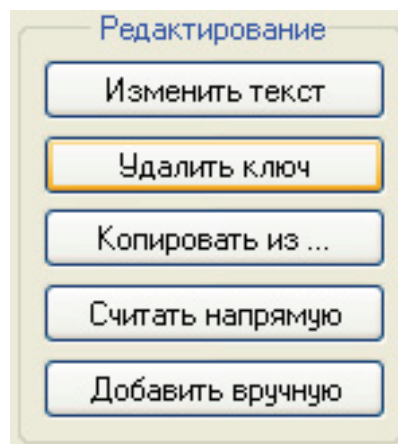 Редактирование
Изменить текст
Удалить ключ
Копировать из ...
Считать напрямую
Добавить вручную